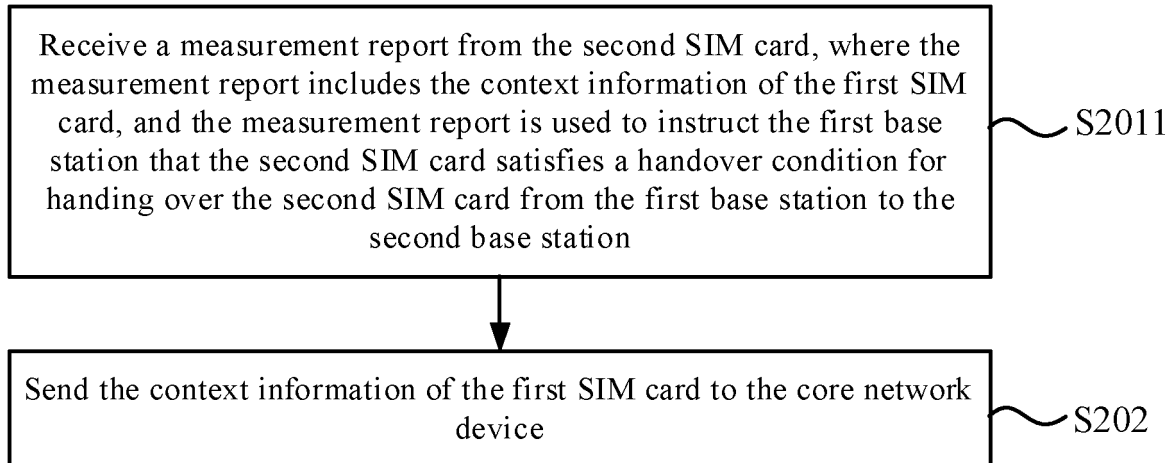 Receive a measurement report from the second SIM card, where the
measurement report includes the context information of the first SIM
card, and the measurement report is used to instruct the first base
station that the second SIM card satisfies a handover condition for
handing over the second SIM card from the first base station to the
second base station
S2011
Send the context information of the first SIM card to the core network
device
S202